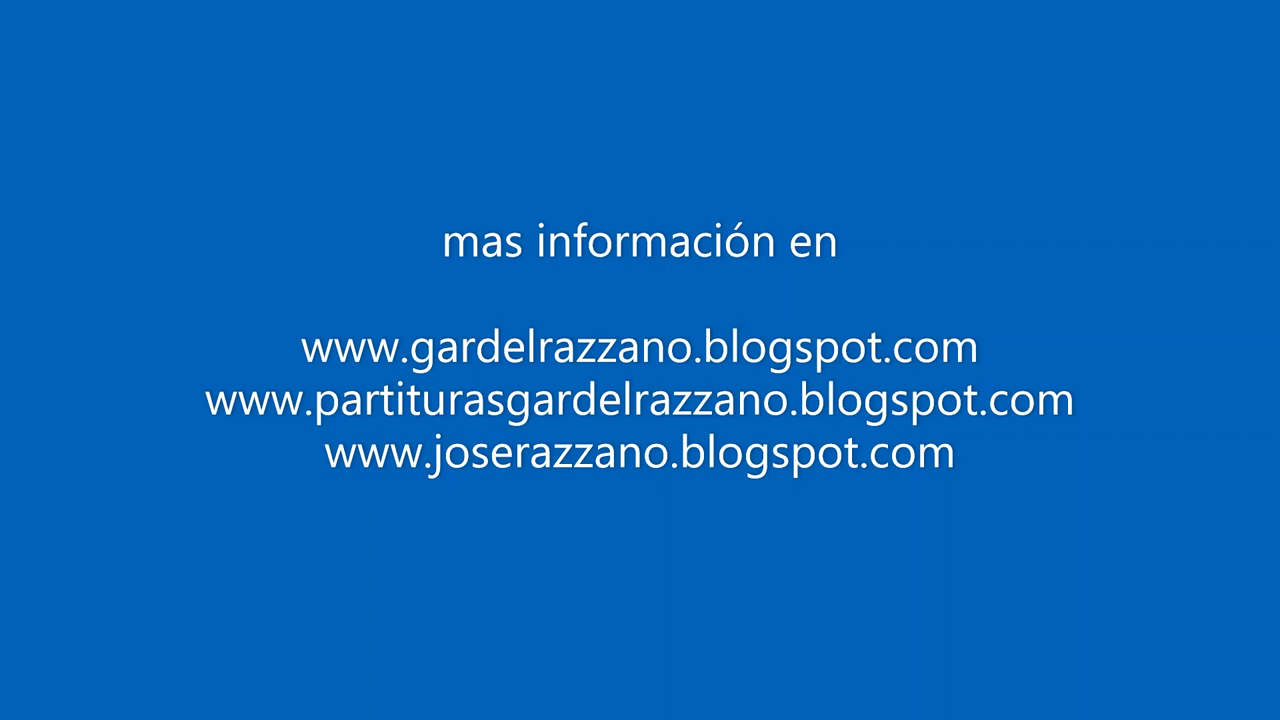 mas información en
www.gardelrazzano.blogspot.com
www.partiturasgardelrazzano.blogspot.com
www.joserazzano.blogspot.com